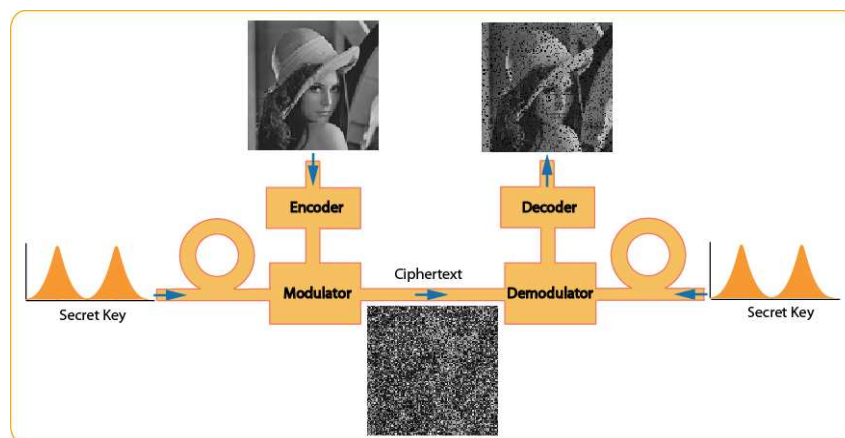 Encoder
Decoder
Ciphertext
Modulator
Demodulator
Secret Key
Secret Key